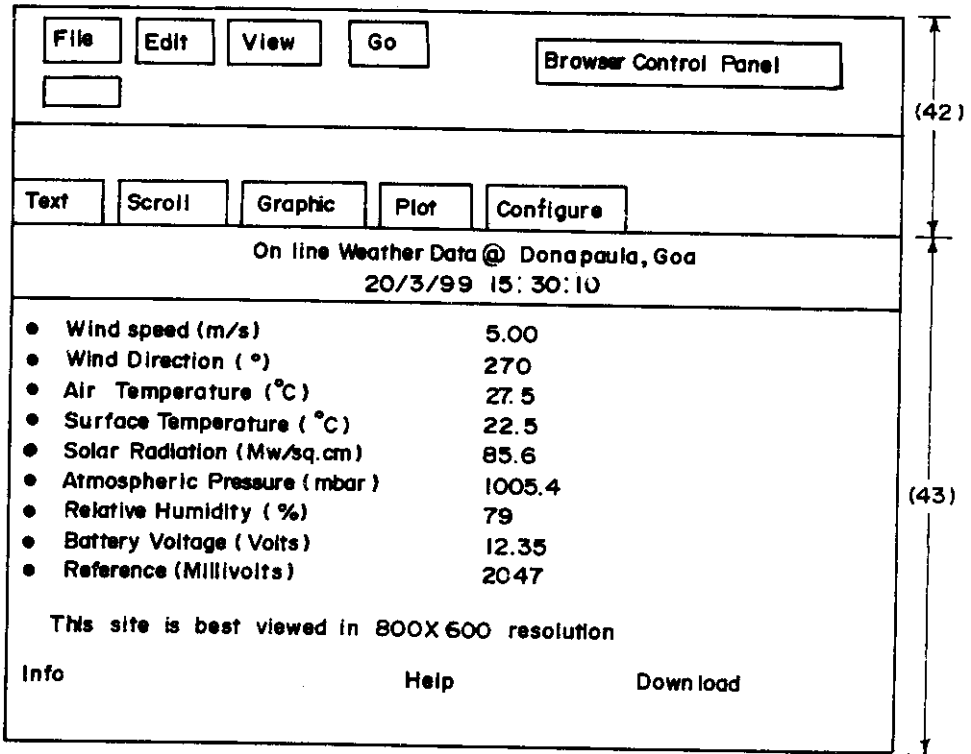 File Edit View Go
Browser Control Panel
(42)
Text Scroll Graphic Plot Configure
On line Weather Data @ Donapaula, Goa
20/3/99 15:30:10
• Wind speed (m/s) 5.00
• Wind Direction (°) 270
• Air Temperature (°C) 27.5
• Surface Temperature (°C) 22.5
• Solar Radiation (Mw/sq.cm) 85.6
• Atmospheric Pressure (mbar) 1005.4
• Relative Humidity (%) 79
• Battery Voltage (Volts) 12.35
• Reference (Millivolts) 2047
(43)
This site is best viewed in 800X600 resolution
Info Help Download